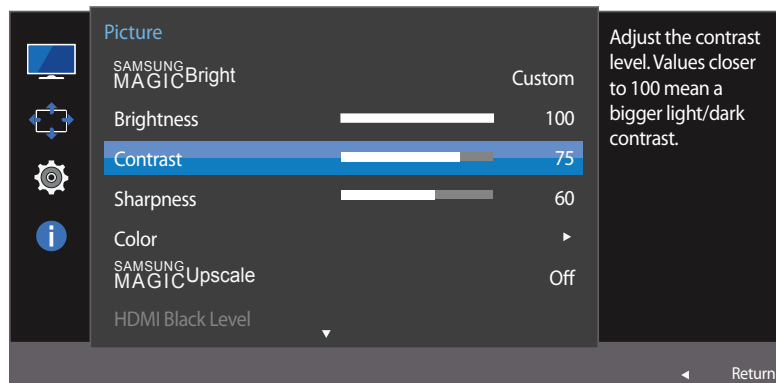 Picture
SAMSUNG
MAGICBright Custom
Brightness 100
Contrast 75
Sharpness 60
Color
SAMSUNG
MAGICUpscale Off
HDMI Black Level
Adjust the contrast
level. Values closer
to 100 mean a
bigger light/dark
contrast.
Return